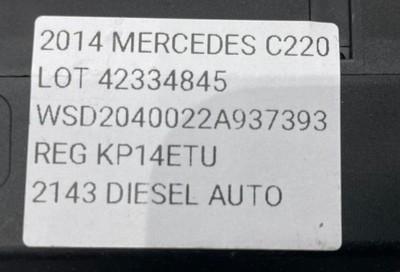 2014 MERCEDES C220
LOT 42334845
WSD2040022A937393
REG KP14ETU
2143 DIESEL AUTO